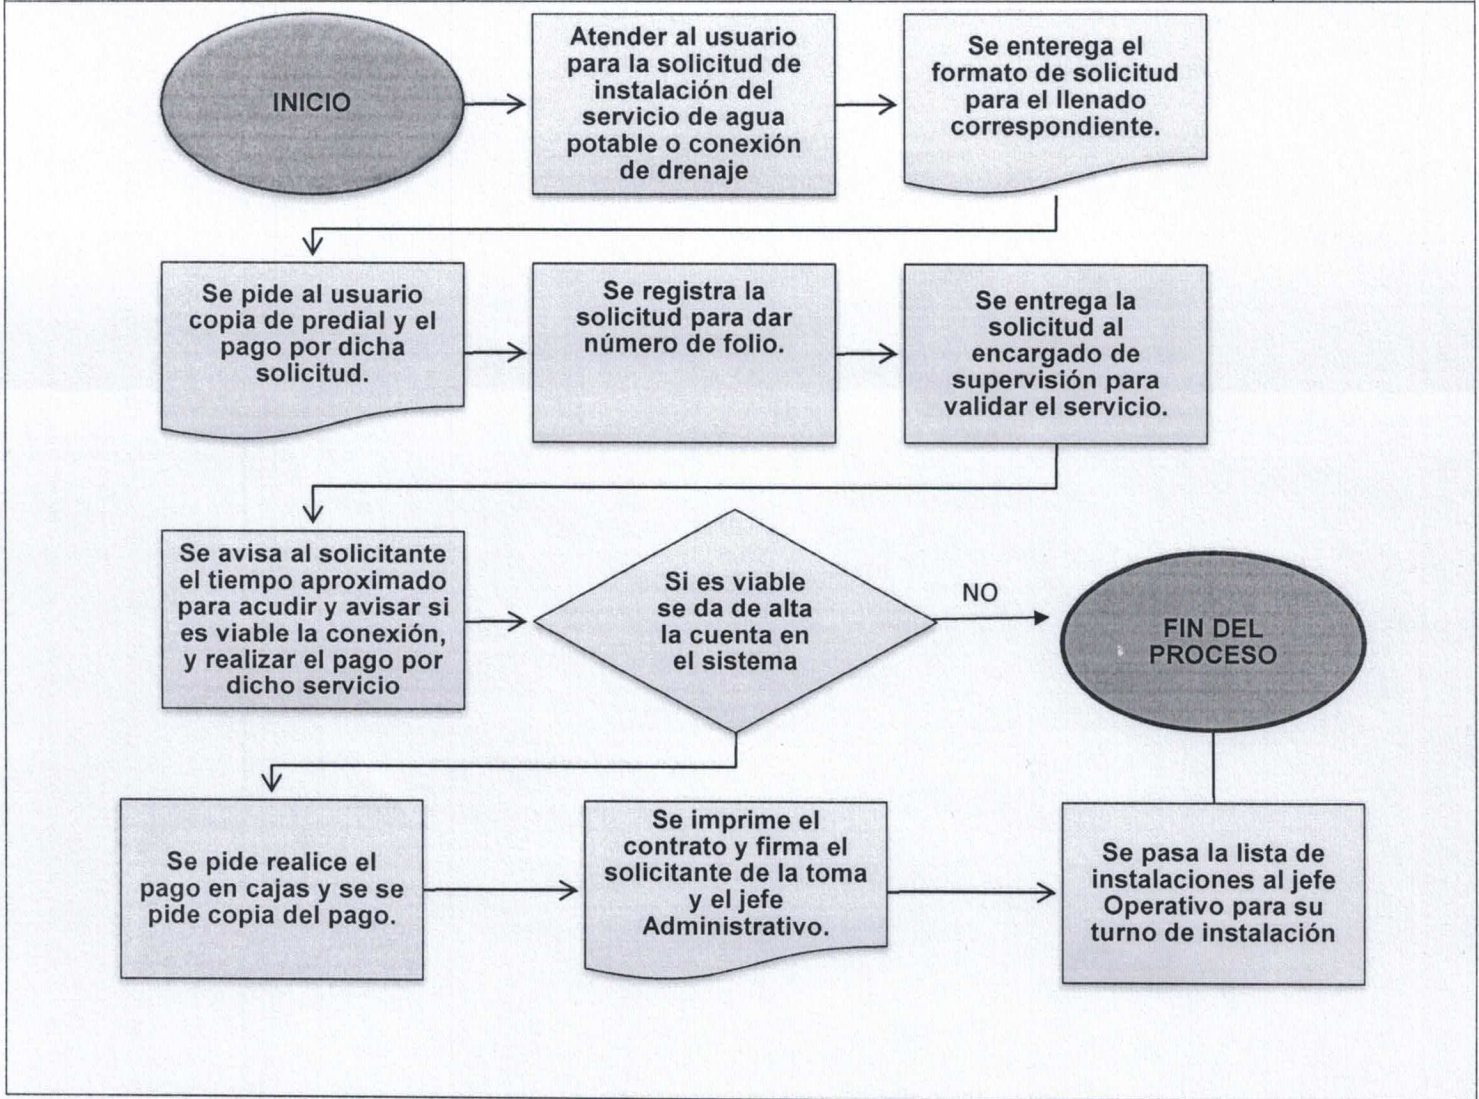 INICIO
Atender al usuario
para la solicitud de
instalación del
servicio de agua
potable o conexión
de drenaje
Se enterega el
formato de solicitud
para el llenado
correspondiente.
Se pide al usuario
copia de predial y el
pago por dicha
solicitud.
Se registra la
solicitud para dar
número de folio.
Se entrega la
solicitud al
encargado de
supervisión para
validar el servicio.
Se avisa al solicitante
el tiempo aproximado
para acudir y avisar si
es viable la conexión,
y realizar el pago por
dicho servicio
Si es viable
se da de alta
la cuenta en
el sistema
NO
FIN DEL
PROCESO
Se pide realice el
pago en cajas y se se
pide copia del pago.
Se imprime el
contrato y firma el
solicitante de la toma
y el jefe
Administrativo.
Se pasa la lista de
instalaciones al jefe
Operativo para su
turno de instalación